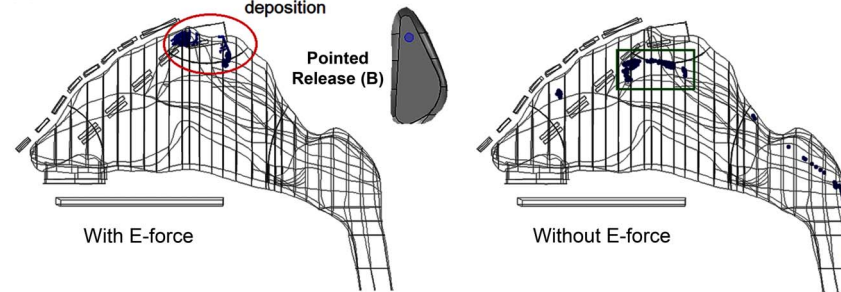 deposition
Pointed
Release (B)
With E-force
Without E-force